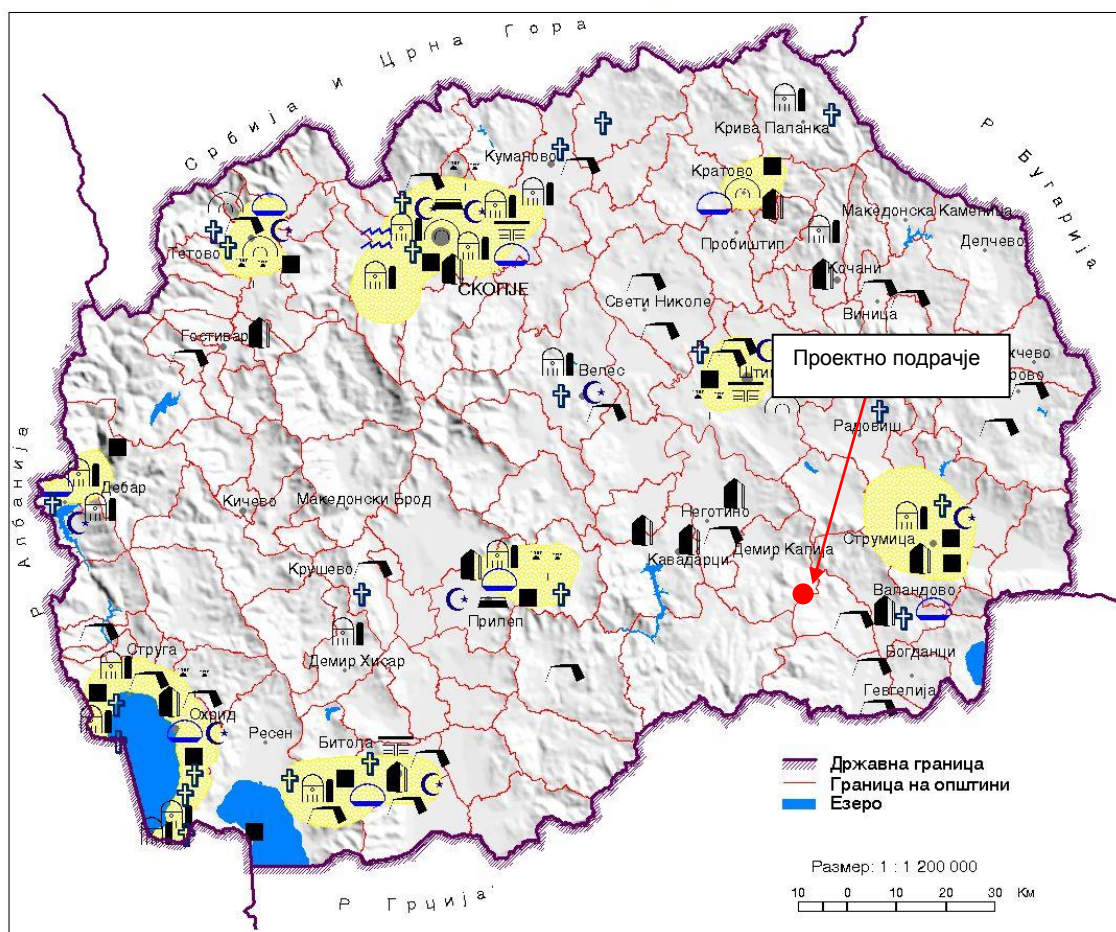 Србија и Црна Гора
Крива Паланка
Куманово
Р Бугарија
Кратово
Македонска Каменица
Делчево
Пробиштип
Тетово
Кочани
СКОПЈЕ
Свети Николе
Виница
Гостивар
Проектно подрачје
Велес
Радовиш
Р Албанија
Дебар
Кичево
Македонски Брод
Неготино
Струмица
Кавадарци
Демир Капија
Крушево
Валандово
Прилеп
Струга
Демир Хисар
Богданци
Гевгелија
Охрид
Ресен
Битола
Државна граница
Граница на општини
Езеро
Размер: 1 : 1 200 000
10 0 10 20 30 Км
Р Грција